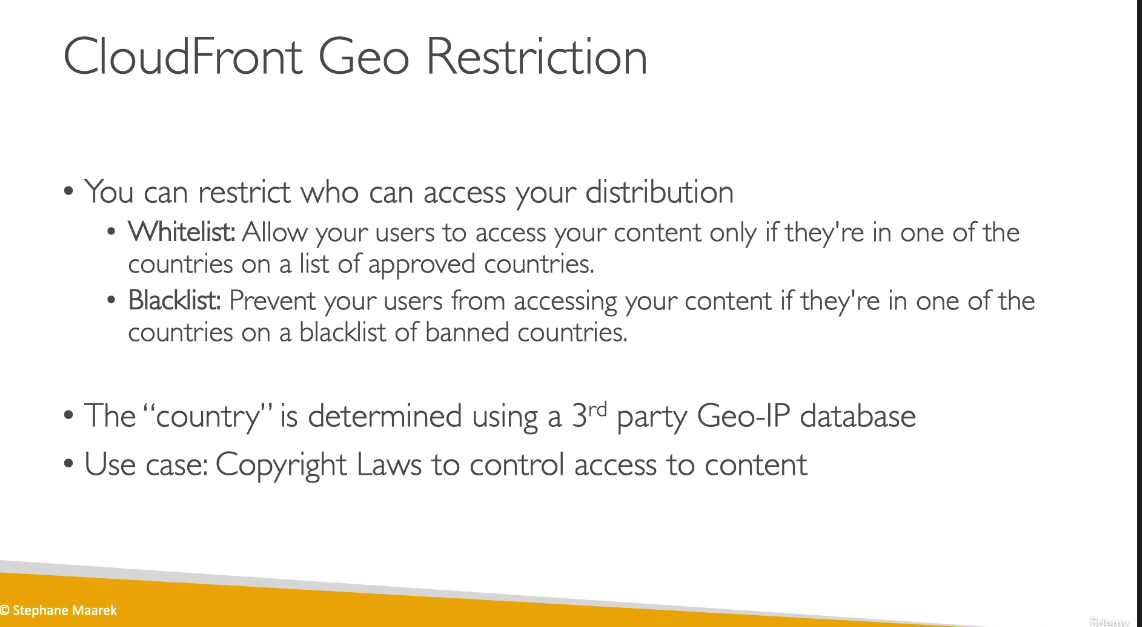 CloudFront Geo Restriction
• You can restrict who can access your distribution
• Whitelist: Allow your users to access your content only if they're in one of the
countries on a list of approved countries.
• Blacklist: Prevent your users from accessing your content if they're in one of the
countries on a blacklist of banned countries.
• The “country” is determined using a 3rd party Geo-IP database
• Use case: Copyright Laws to control access to content
© Stephane Maarek
Udemy